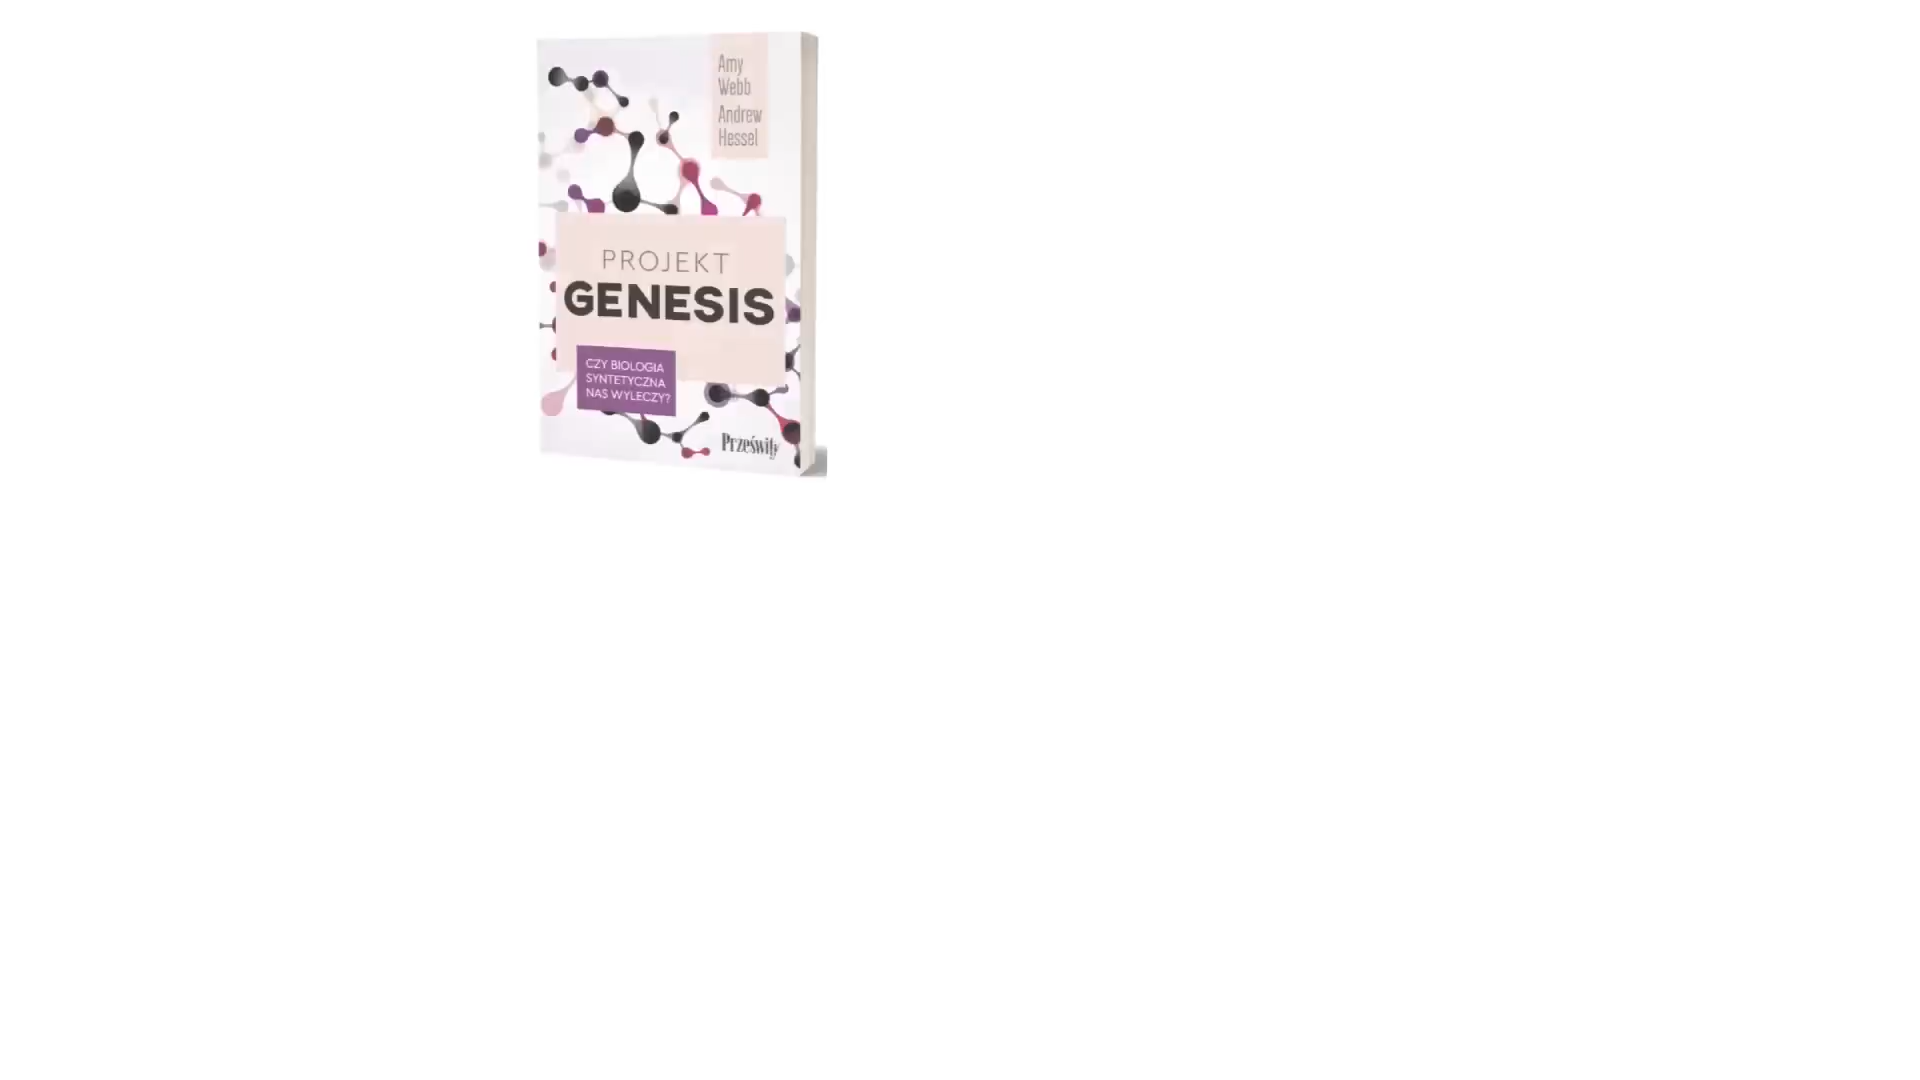 Amy
Webb
Andrew
Hessel
PROJEKT
GENESIS
CZY BIOLOGIA
SYNTETYCZNA
NAS WYLECZY?
Prześwity